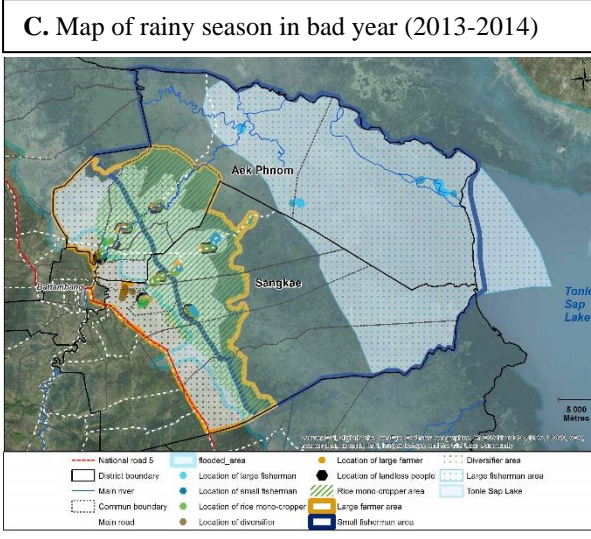 C. Map of rainy season in bad year (2013-2014)
Aek Phnom
Battambang
Sangkae
Tonle
Sap
Lake
5 000
Mètres
National road 5
District boundary
Main river
Commun boundary
Main road
flooded_area
Location of large fisherman
Location of small fisherman
Location of rice mono-cropper
Location of diversifier
Location of large farmer
Location of landless people
Rice mono-cropper area
Large farmer area
Small fisherman area
Diversifier area
Large fisherman area
Tonle Sap Lake